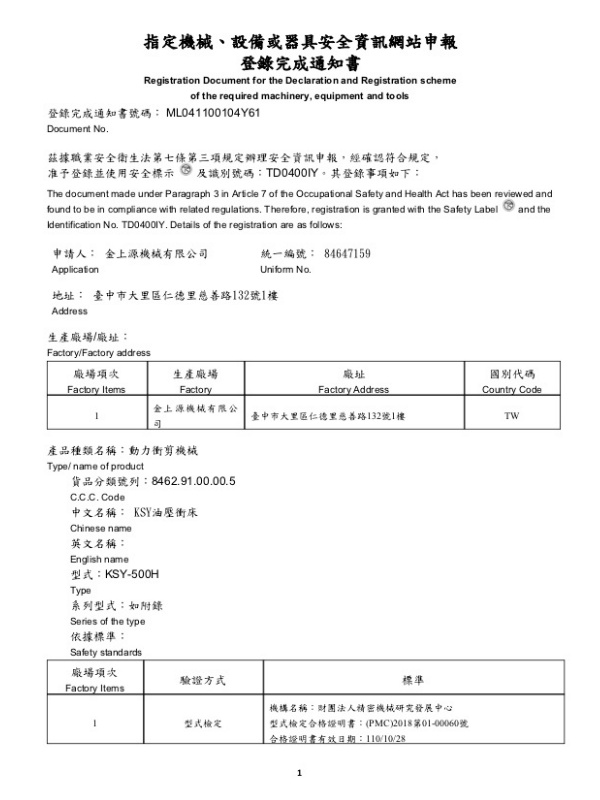 指定機械、設備或器具安全資訊網站申報
登錄完成通知書
Registration Document for the Declaration and Registration scheme
of the required machinery, equipment and tools
登錄完成通知書號碼： ML041100104Y61
Document No.
茲據職業安全衛生法第七條第三項規定辦理安全資訊申報，經確認符合規定，
准予登錄並使用安全標示 及識別號碼：TD0400IY。其登錄事項如下：
The document made under Paragraph 3 in Article 7 of the Occupational Safety and Health Act has been reviewed and
found to be in compliance with related regulations. Therefore, registration is granted with the Safety Label and the
Identification No. TD0400IY. Details of the registration are as follows:
申請人： 金上源機械有限公司 統一編號： 84647159
Application Uniform No.
地址： 臺中市大里區仁德里慈善路132號1樓
Address
生產廠場/廠址：
Factory/Factory address
廠場項次 生產廠場 廠址 國別代碼
Factory Items Factory Factory Address Country Code
1 金上源機械有限公司 臺中市大里區仁德里慈善路132號1樓 TW
產品種類名稱：動力衝剪機械
Type/ name of product
貨品分類號列：8462.91.00.00.5
C.C.C. Code
中文名稱： KSY油壓衝床
Chinese name
英文名稱：
English name
型式：KSY-500H
Type
系列型式：如附錄
Series of the type
依據標準：
Safety standards
廠場項次 驗證方式 標準
Factory Items
1 型式檢定 機構名稱：財團法人精密機械研究發展中心
型式檢定合格證明書：(PMC)2018第01-00060號
合格證明書有效日期：110/10/28
1